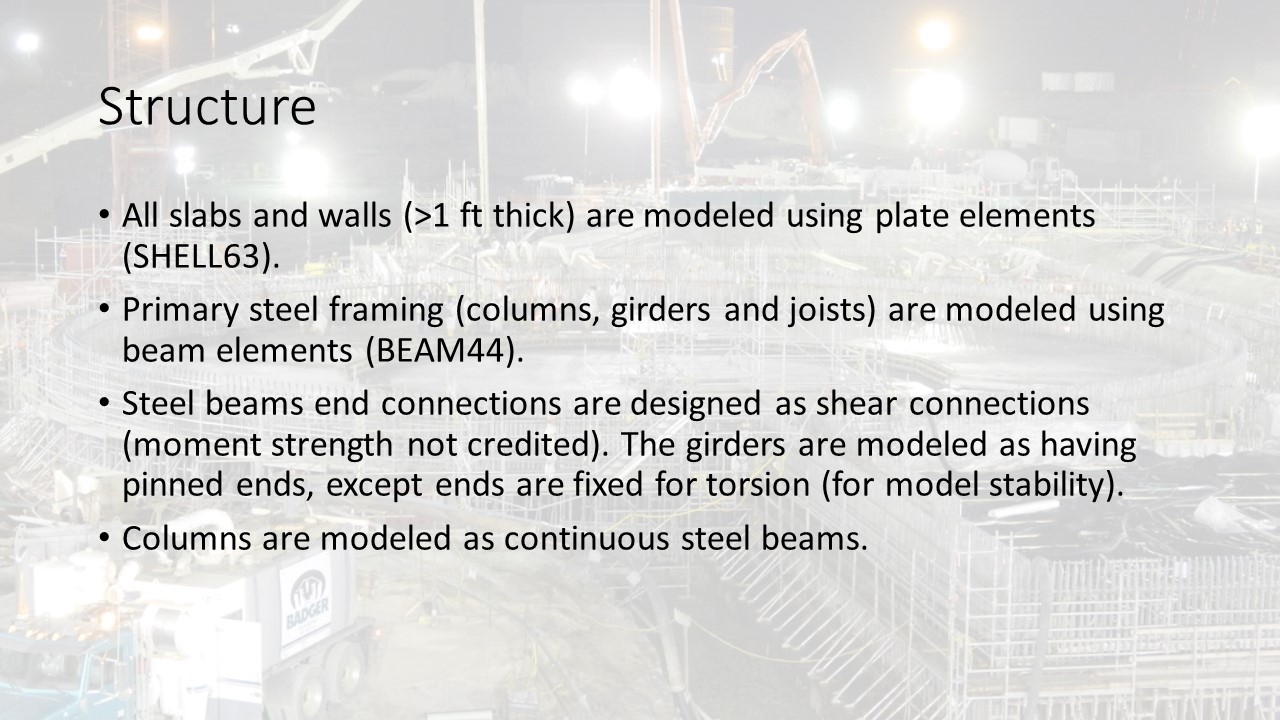 Structure
• All slabs and walls (>1 ft thick) are modeled using plate elements
(SHELL63).
• Primary steel framing (columns, girders and joists) are modeled using
beam elements (BEAM44).
• Steel beams end connections are designed as shear connections
(moment strength not credited). The girders are modeled as having
pinned ends, except ends are fixed for torsion (for model stability).
• Columns are modeled as continuous steel beams.
BADGER